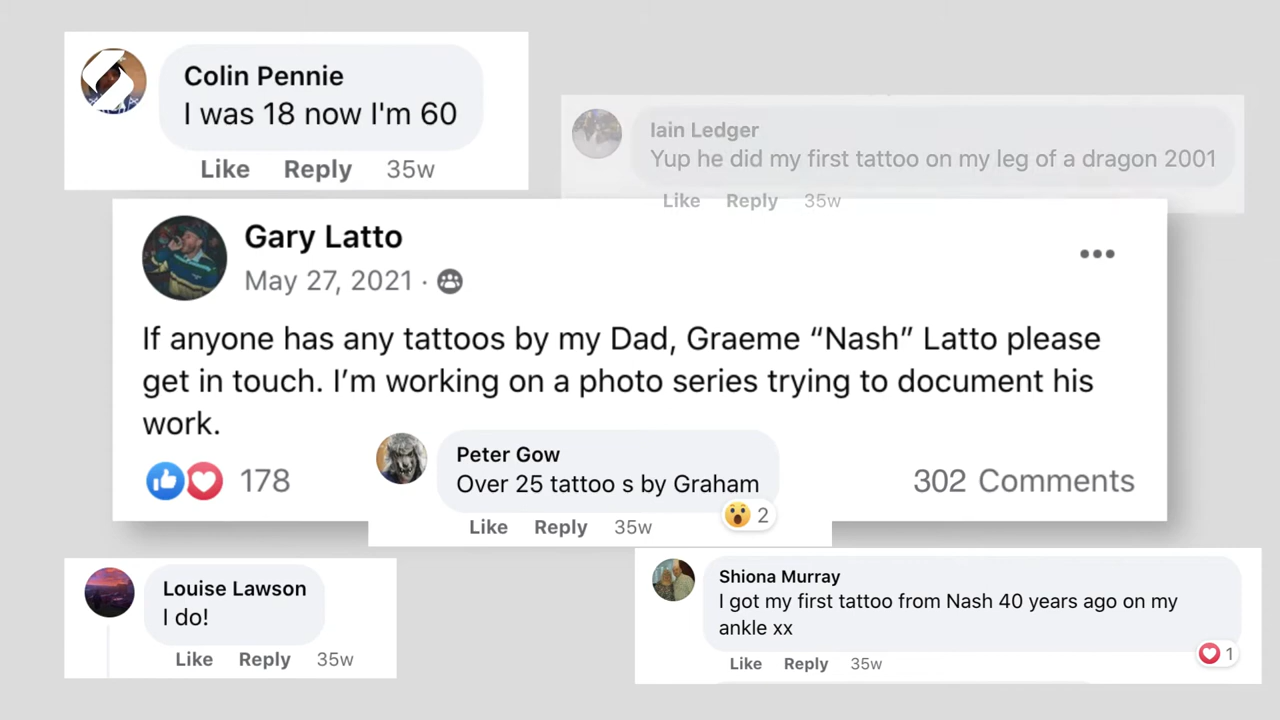 Colin Pennie
I was 18 now I'm 60
Like Reply 35w
Iain Ledger
Yup he did my first tattoo on my leg of a dragon 2001
Like Reply 35w
Gary Latto
May 27, 2021 ·
If anyone has any tattoos by my Dad, Graeme “Nash” Latto please
get in touch. I’m working on a photo series trying to document his
work.
178
302 Comments
Peter Gow
Over 25 tattoo s by Graham
2
Like Reply 35w
Louise Lawson
I do!
Like Reply 35w
Shiona Murray
I got my first tattoo from Nash 40 years ago on my
ankle xx
1
Like Reply 35w